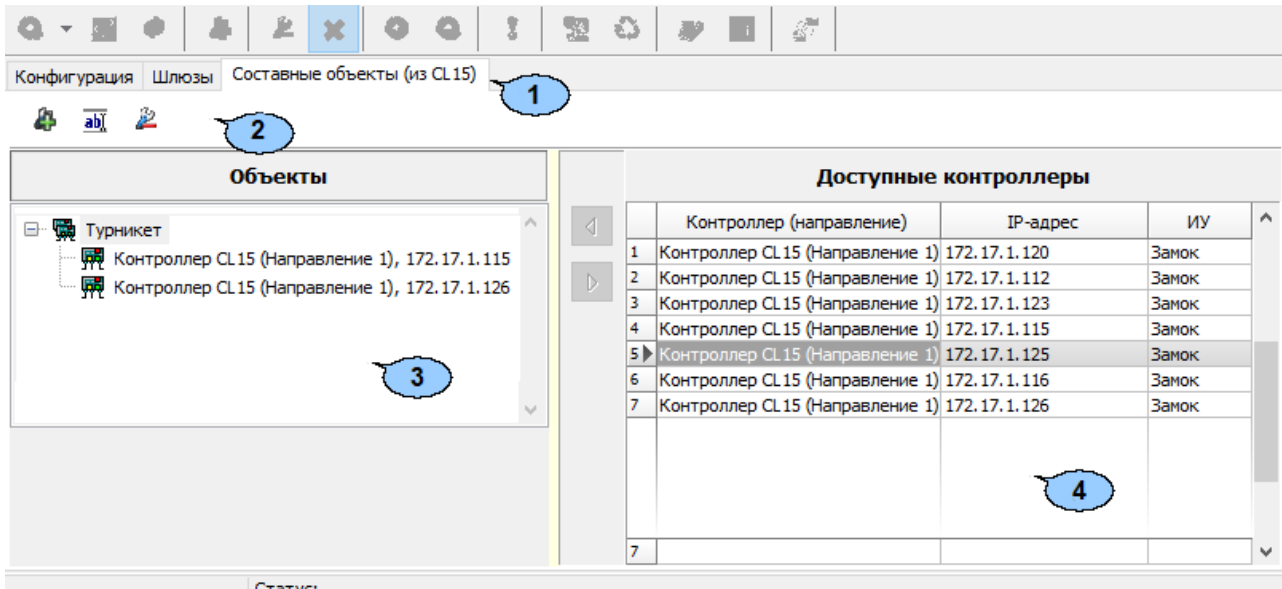 Конфигурация Шлюзы Составные объекты (из CL15)
1
ab
2
Объекты
Доступные контроллеры
Турникет
Контроллер CL15 (Направление 1), 172.17.1.115
Контроллер CL15 (Направление 1), 172.17.1.126
3
Контроллер (направление) IP-адрес ИУ
1 Контроллер CL15 (Направление 1) 172.17.1.120 Замок
2 Контроллер CL15 (Направление 1) 172.17.1.112 Замок
3 Контроллер CL15 (Направление 1) 172.17.1.123 Замок
4 Контроллер CL15 (Направление 1) 172.17.1.115 Замок
5 Контроллер CL15 (Направление 1) 172.17.1.125 Замок
6 Контроллер CL15 (Направление 1) 172.17.1.116 Замок
7 Контроллер CL15 (Направление 1) 172.17.1.126 Замок
4
7